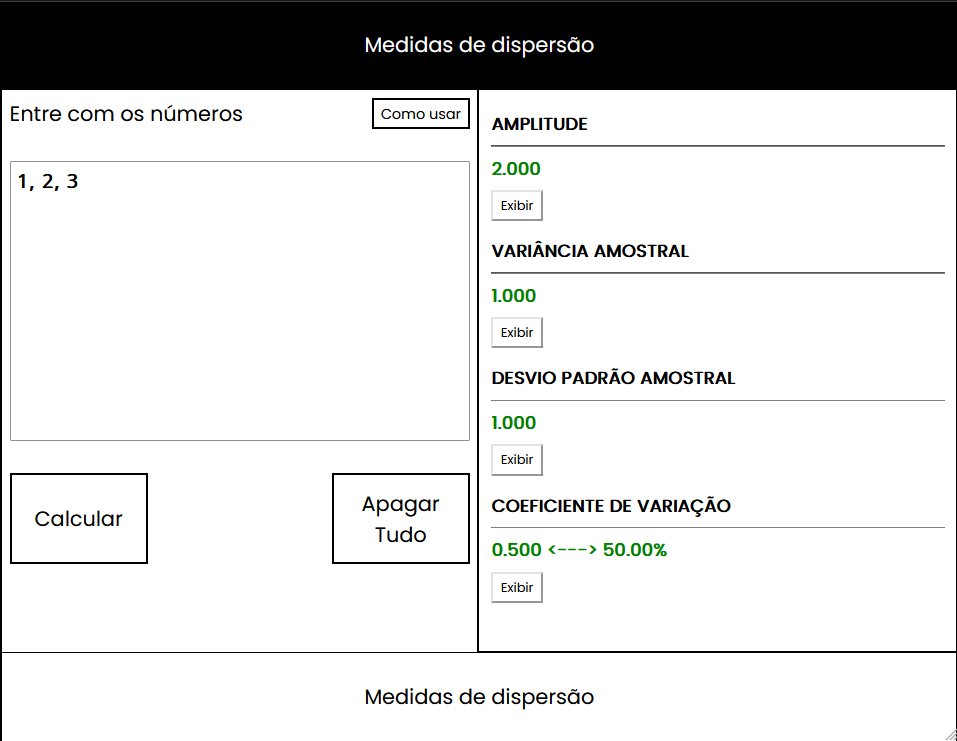 Medidas de dispersão
Entre com os números
Como usar
1, 2, 3
Calcular
Apagar
Tudo
AMPLITUDE
2.000
Exibir
VARIÂNCIA AMOSTRAL
1.000
Exibir
DESVIO PADRÃO AMOSTRAL
1.000
Exibir
COEFICIENTE DE VARIAÇÃO
0.500 <---> 50.00%
Exibir
Medidas de dispersão